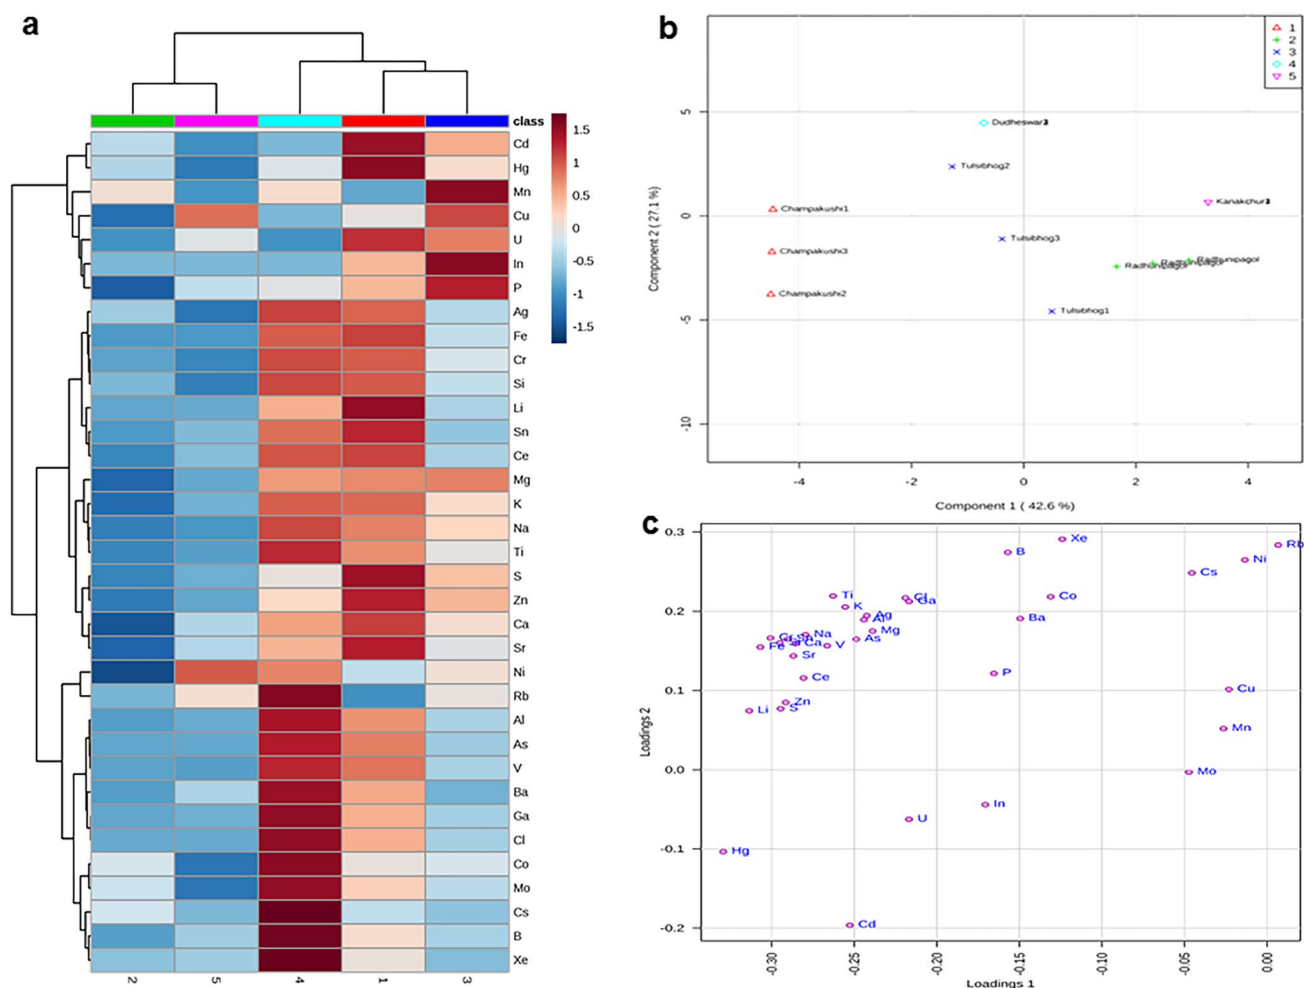 a
class
Cd
Hg
Mn
Cu
U
In
P
Ag
Fe
Cr
Si
Li
Sn
Ce
Mg
K
Na
Ti
S
Zn
Ca
Sr
Ni
Rb
Al
As
V
Ba
Ga
Cl
Co
Mo
Cs
B
Xe
2 5 4 1 3
1.5
1
0.5
0
-0.5
-1
-1.5
b
1
2
3
4
5
Component 2 ( 27.1 %)
5
0
-5
-10
Dudheswar
Tulsibhog2
Champakushi1
Kanakchur
Tulsibhog3
Champakushi3
Radhunipagol
Radhunipagol
Radhunipagol
Champakushi2
Tulsibhog1
-4 -2 0 2 4
Component 1 ( 42.6 %)
c
Loadings 2
0.3
0.2
0.1
0.0
-0.1
-0.2
Xe
Rb
B
Ni
Cs
Ti
Cl
Ga
Co
K
Ag
Al
Ba
Mg
Cr
Na
As
Fe
Ca
V
Sr
P
Ce
Cu
Zn
Li
S
Mn
Mo
In
U
Hg
Cd
-0.30 -0.25 -0.20 -0.15 -0.10 -0.05 0.00
Loadings 1